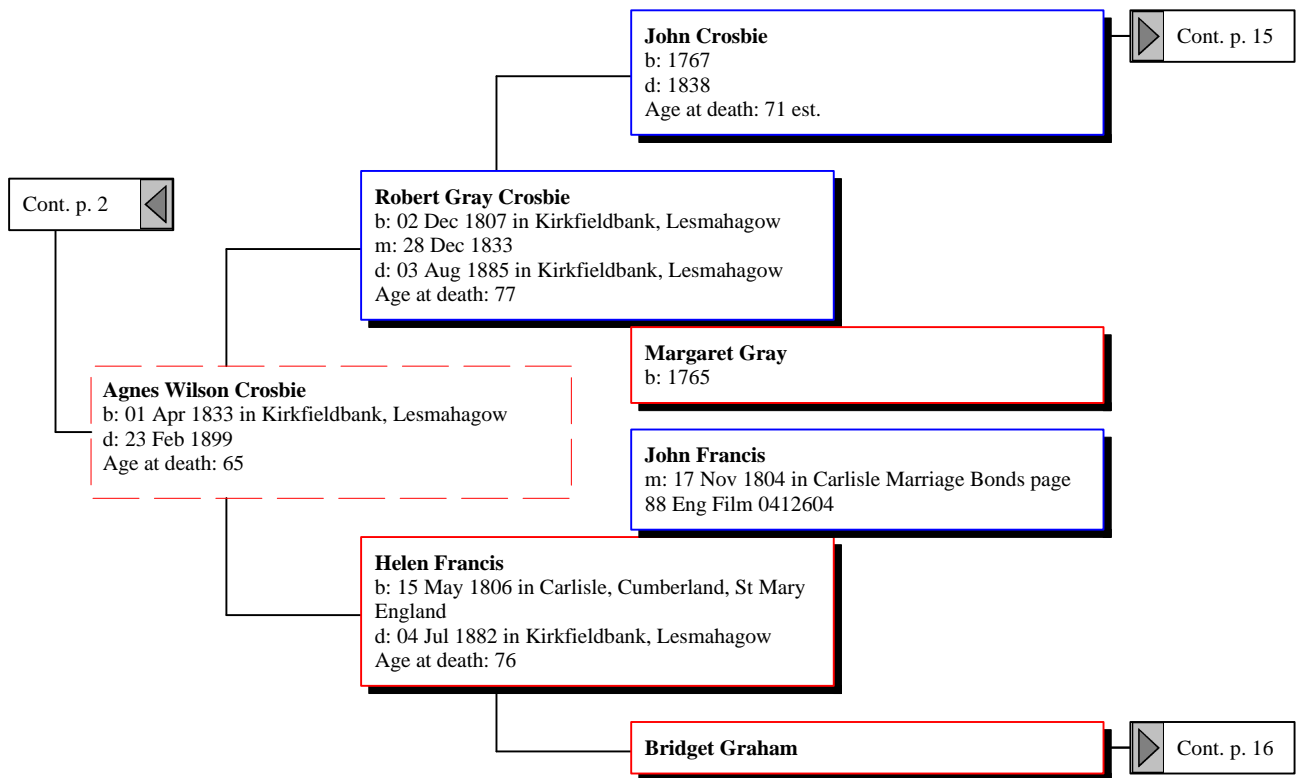 John Crosbie
b: 1767
d: 1838
Age at death: 71 est.
Cont. p. 15
Robert Gray Crosbie
b: 02 Dec 1807 in Kirkfieldbank, Lesmahagow
m: 28 Dec 1833
d: 03 Aug 1885 in Kirkfieldbank, Lesmahagow
Age at death: 77
Cont. p. 2
Margaret Gray
b: 1765
Agnes Wilson Crosbie
b: 01 Apr 1833 in Kirkfieldbank, Lesmahagow
d: 23 Feb 1899
Age at death: 65
John Francis
m: 17 Nov 1804 in Carlisle Marriage Bonds page
88 Eng Film 0412604
Helen Francis
b: 15 May 1806 in Carlisle, Cumberland, St Mary
England
d: 04 Jul 1882 in Kirkfieldbank, Lesmahagow
Age at death: 76
Bridget Graham
Cont. p. 16